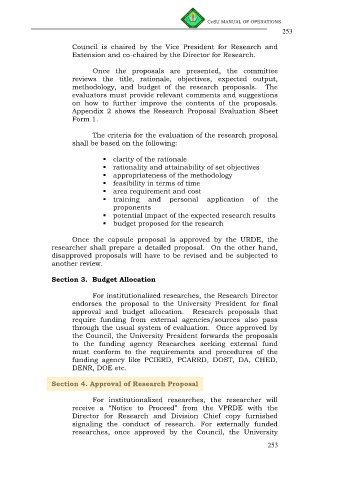 CvSU MANUAL OF OPERATIONS
253
Council is chaired by the Vice President for Research and
Extension and co-chaired by the Director for Research.
Once the proposals are presented, the committee
reviews the title, rationale, objectives, expected output,
methodology, and budget of the research proposals. The
evaluators must provide relevant comments and suggestions
on how to further improve the contents of the proposals.
Appendix 2 shows the Research Proposal Evaluation Sheet
Form 1.
The criteria for the evaluation of the research proposal
shall be based on the following:
▪ clarity of the rationale
▪ rationality and attainability of set objectives
▪ appropriateness of the methodology
▪ feasibility in terms of time
▪ area requirement and cost
▪ training and personal application of the
proponents
▪ potential impact of the expected research results
▪ budget proposed for the research
Once the capsule proposal is approved by the URDE, the
researcher shall prepare a detailed proposal. On the other hand,
disapproved proposals will have to be revised and be subjected to
another review.
Section 3. Budget Allocation
For institutionalized researches, the Research Director
endorses the proposal to the University President for final
approval and budget allocation. Research proposals that
require funding from external agencies/sources also pass
through the usual system of evaluation. Once approved by
the Council, the University President forwards the proposals
to the funding agency Researches seeking external fund
must conform to the requirements and procedures of the
funding agency like PCIERD, PCARRD, DOST, DA, CHED,
DENR, DOE etc.
Section 4. Approval of Research Proposal
For institutionalized researches, the researcher will
receive a "Notice to Proceed" from the VPRDE with the
Director for Research and Division Chief copy furnished
signaling the conduct of research. For externally funded
researches, once approved by the Council, the University
253